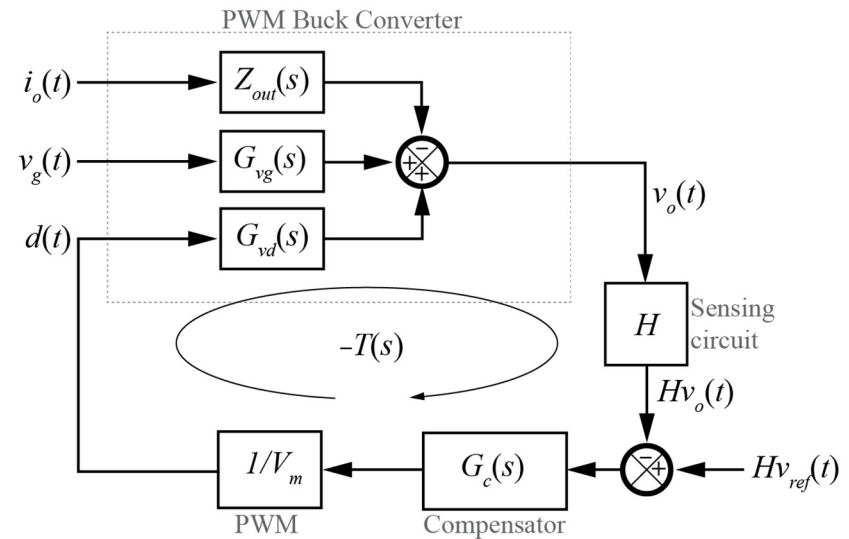 PWM Buck Converter
i_o(t)
Z_out(s)
−
v_g(t)
G_vg(s)
+
+
v_o(t)
d(t)
G_vd(s)
H
Sensing
circuit
–T(s)
Hv_o(t)
1/V_m
G_c(s)
−
+
Hv_ref(t)
PWM
Compensator